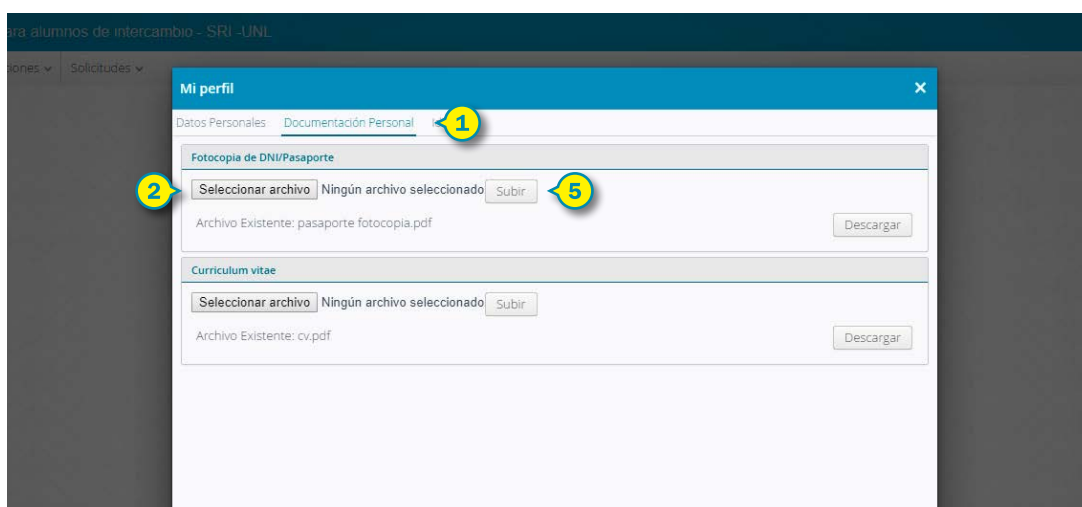 ara alumnos de intercambio - SRI -UNL
iones Solicitudes
Mi perfil ×
Datos Personales Documentación Personal 1
Fotocopia de DNI/Pasaporte
2 Seleccionar archivo Ningún archivo seleccionado Subir 5
Archivo Existente: pasaporte fotocopia.pdf Descargar
Curriculum vitae
Seleccionar archivo Ningún archivo seleccionado Subir
Archivo Existente: cv.pdf Descargar